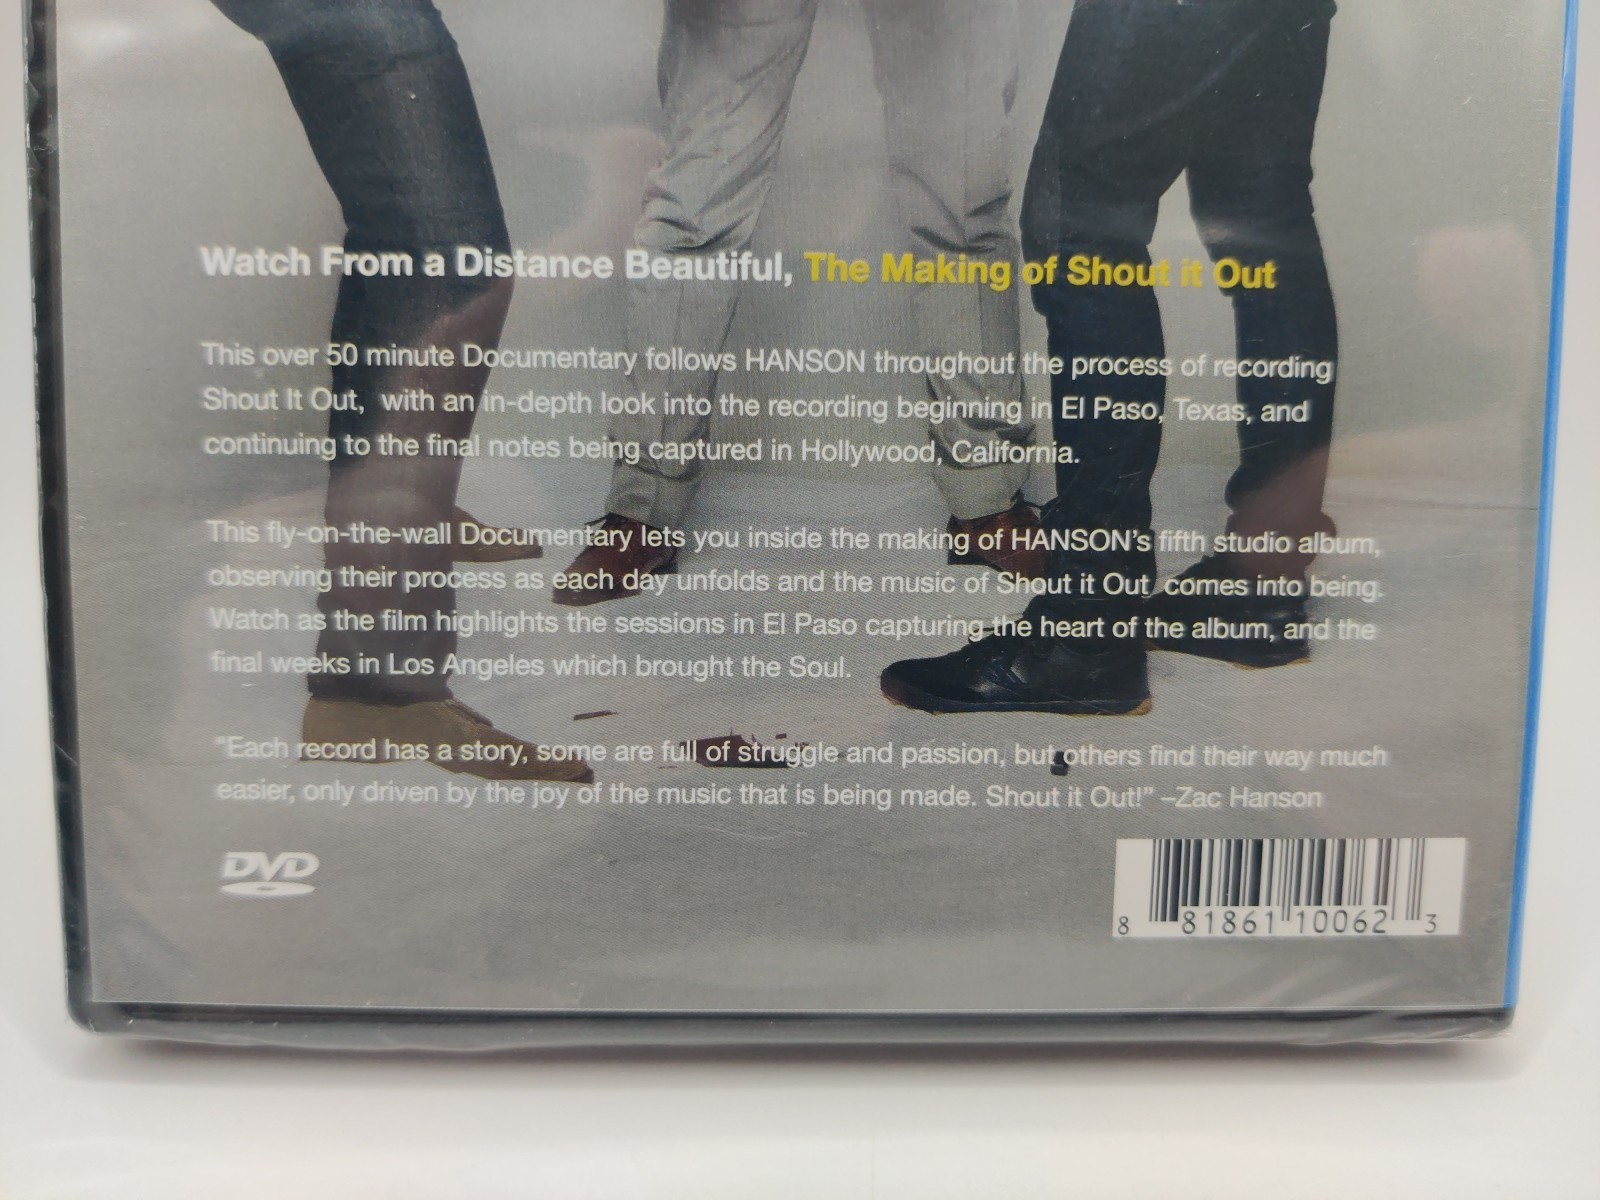 Watch From a Distance Beautiful, The Making of Shout it Out
This over 50 minute Documentary follows HANSON throughout the process of recording
Shout It Out, with an in-depth look into the recording beginning in El Paso, Texas, and
continuing to the final notes being captured in Hollywood, California.
This fly-on-the-wall Documentary lets you inside the making of HANSON's fifth studio album,
observing their process as each day unfolds and the music of Shout it Out comes into being.
Watch as the film highlights the sessions in El Paso capturing the heart of the album, and the
final weeks in Los Angeles which brought the Soul.
"Each record has a story, some are full of struggle and passion, but others find their way much
easier, only driven by the joy of the music that is being made. Shout it Out!” –Zac Hanson
DVD
8 81861 10062 3